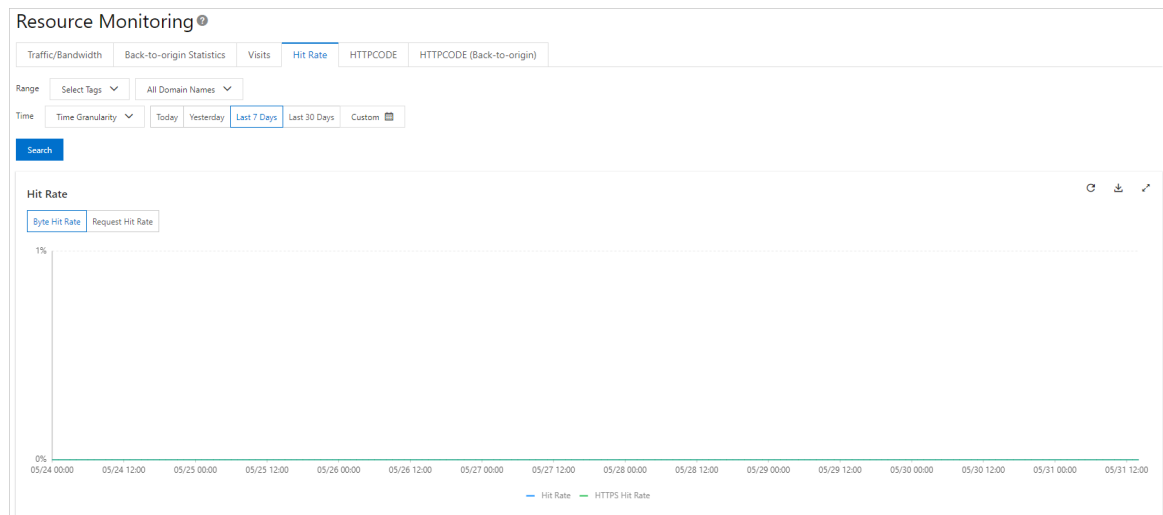 Resource Monitoring
Traffic/Bandwidth Back-to-origin Statistics Visits Hit Rate HTTPCODE HTTPCODE (Back-to-origin)
Range Select Tags All Domain Names
Time Time Granularity Today Yesterday Last 7 Days Last 30 Days Custom
Search
Hit Rate
Byte Hit Rate Request Hit Rate
1%
0%
05/24 00:00 05/24 12:00 05/25 00:00 05/25 12:00 05/26 00:00 05/26 12:00 05/27 00:00 05/27 12:00 05/28 00:00 05/28 12:00 05/29 00:00 05/29 12:00 05/30 00:00 05/30 12:00 05/31 00:00 05/31 12:00
Hit Rate HTTPS Hit Rate